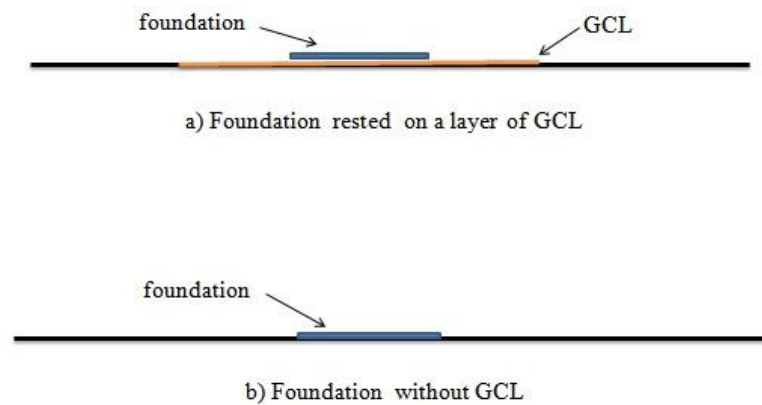 foundation
GCL
a) Foundation rested on a layer of GCL
foundation
b) Foundation without GCL